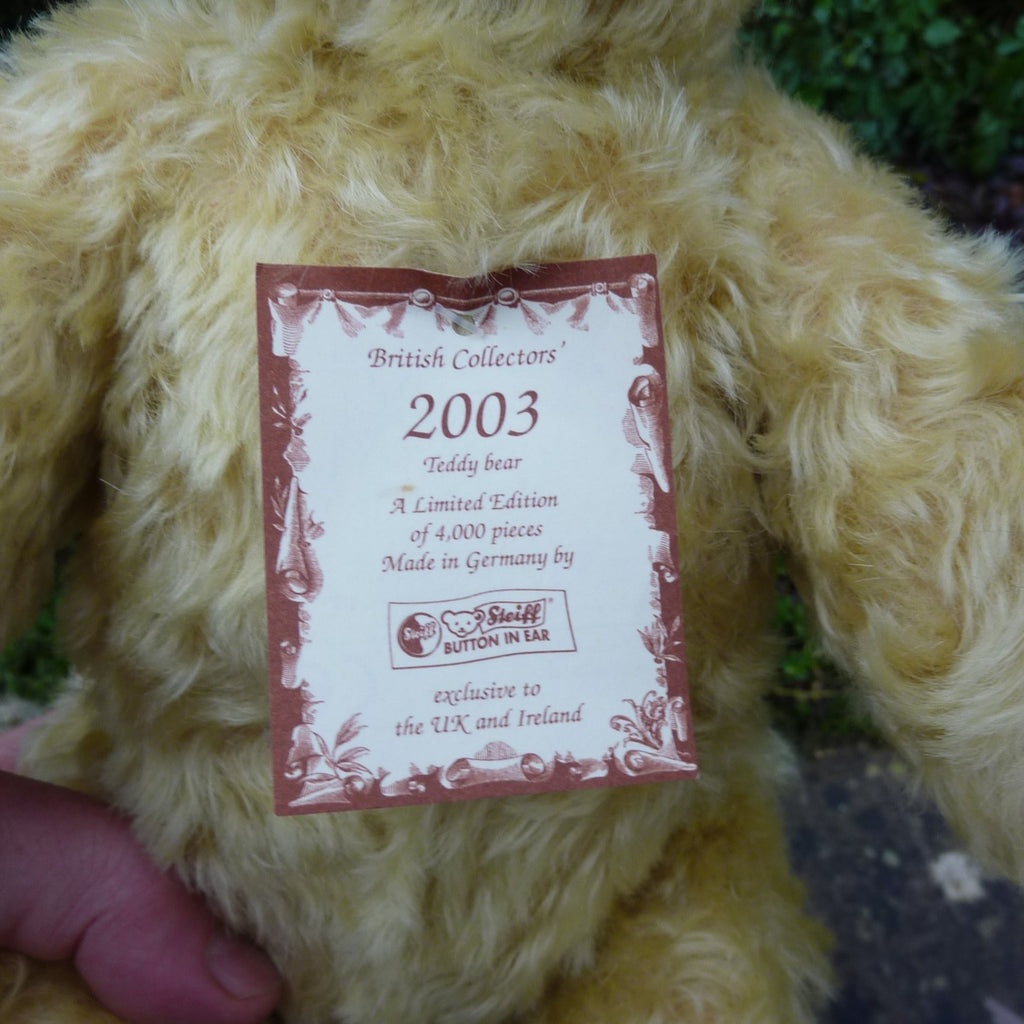 British Collectors'
2003
Teddy bear
A Limited Edition
of 4,000 pieces
Made in Germany by
Steiff Steiff®
BUTTON IN EAR
exclusive to
the UK and Ireland